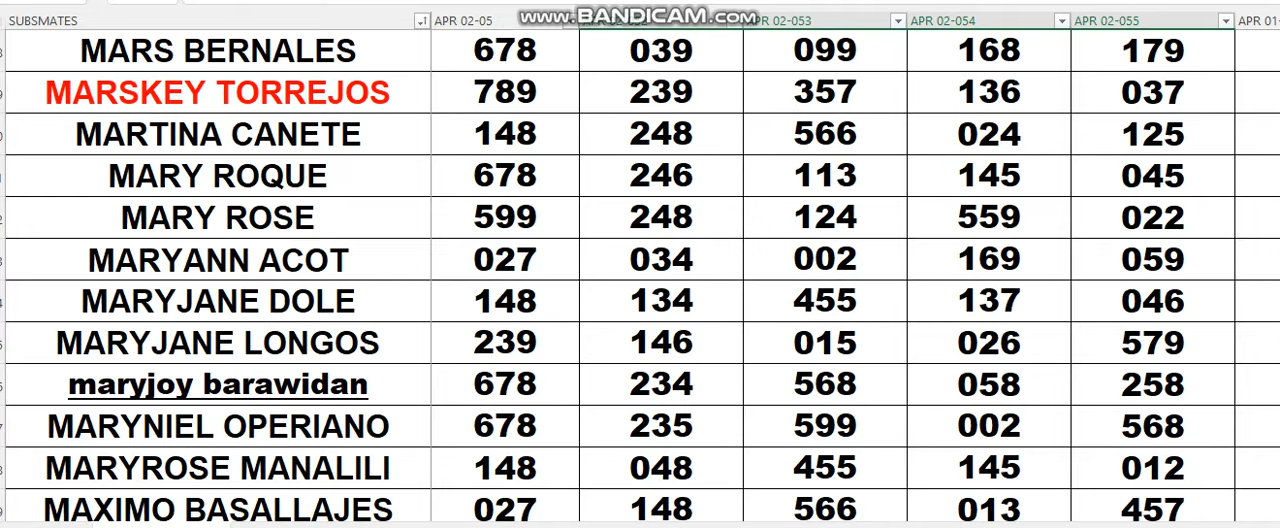 SUBSMATES APR 02-05 www.BANDICAM.com APR 02-053 APR 02-054 APR 02-055 APR 01-
MARS BERNALES 678 039 099 168 179
MARSKEY TORREJOS 789 239 357 136 037
MARTINA CANETE 148 248 566 024 125
MARY ROQUE 678 246 113 145 045
MARY ROSE 599 248 124 559 022
MARYANN ACOT 027 034 002 169 059
MARYJANE DOLE 148 134 455 137 046
MARYJANE LONGOS 239 146 015 026 579
maryjoy barawidan 678 234 568 058 258
MARYNIEL OPERIANO 678 235 599 002 568
MARYROSE MANALILI 148 048 455 145 012
MAXIMO BASALLAJES 027 148 566 013 457